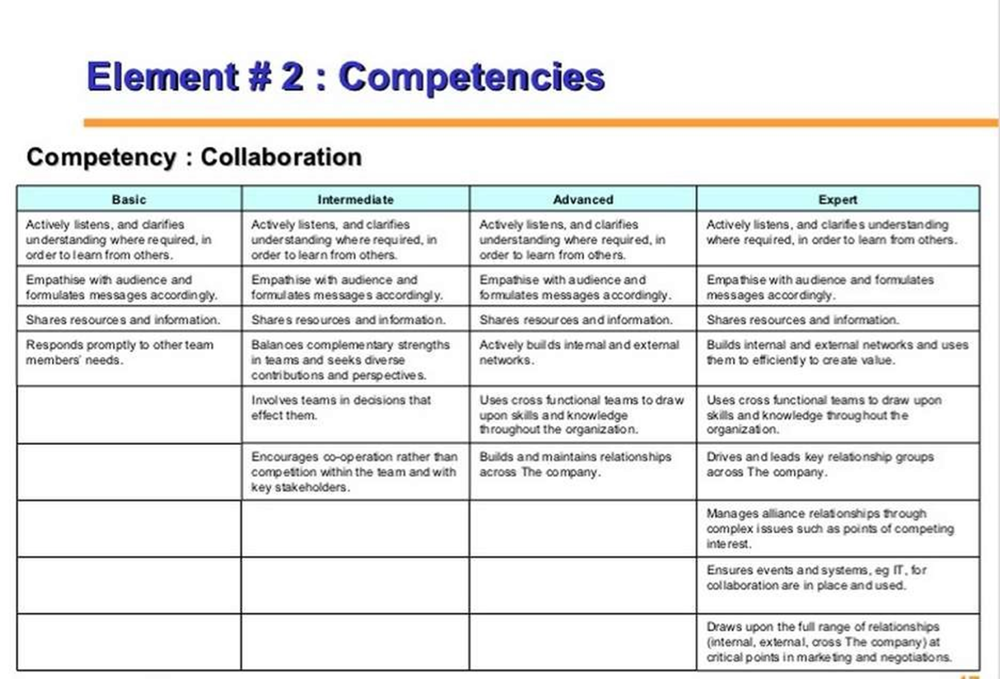 Element # 2 : Competencies
Competency : Collaboration
Basic
Intermediate
Advanced
Expert
Actively listens, and clarifies
understanding where required, in
order to learn from others.
Actively listens, and clarifies
understanding where required, in
order to learn from others.
Actively listens, and clarifies
understanding where required, in
order to learn from others.
Actively listens, and clarifies understanding
where required, in order to learn from others.
Empathise with audience and
formulates messages accordingly.
Empathise with audience and
formulates messages accordingly.
Empathise with audience and
formulates messages accordingly.
Empathise with audience and formulates
messages accordingly.
Shares resources and information.
Shares resources and information.
Shares resources and information.
Shares resources and information.
Responds promptly to other team
members' needs.
Balances complementary strengths
in teams and seeks diverse
contributions and perspectives.
Actively builds internal and external
networks.
Builds internal and external networks and uses
them to efficiently to create value.
Involves teams in decisions that
effect them.
Uses cross functional teams to draw
upon skills and knowledge
throughout the organization.
Uses cross functional teams to draw upon
skills and knowledge throughout the
organization.
Encourages co-operation rather than
competition within the team and with
key stakeholders.
Builds and maintains relationships
across The company.
Drives and leads key relationship groups
across The company.
Manages alliance relationships through
complex issues such as points of competing
interest.
Ensures events and systems, eg IT, for
collaboration are in place and used.
Draws upon the full range of relationships
(internal, external, cross The company) at
critical points in marketing and negotiations.